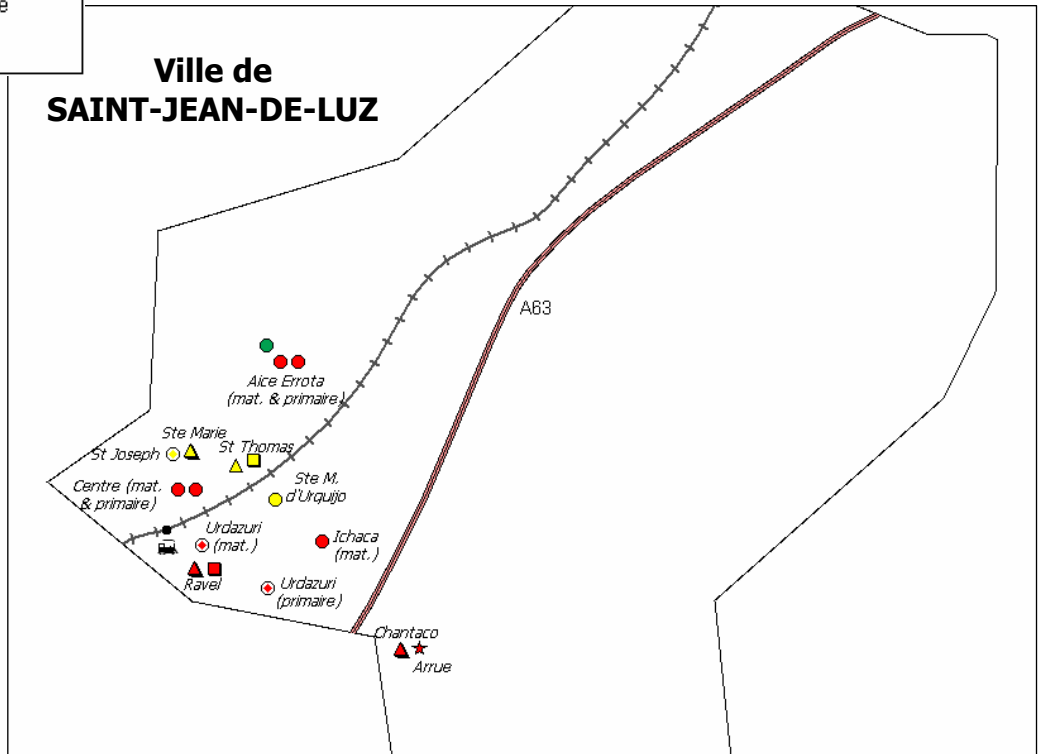 e
Ville de
SAINT-JEAN-DE-LUZ
A63
Aice Errota
(mat. & primaire)
Ste Marie
St Joseph
St Thomas
Centre (mat.
& primaire)
Ste M.
d'Urquijo
Urdazuri
(mat.)
Ichaca
(mat.)
Ravel
Urdazuri
(primaire)
Chantaco
Arrue